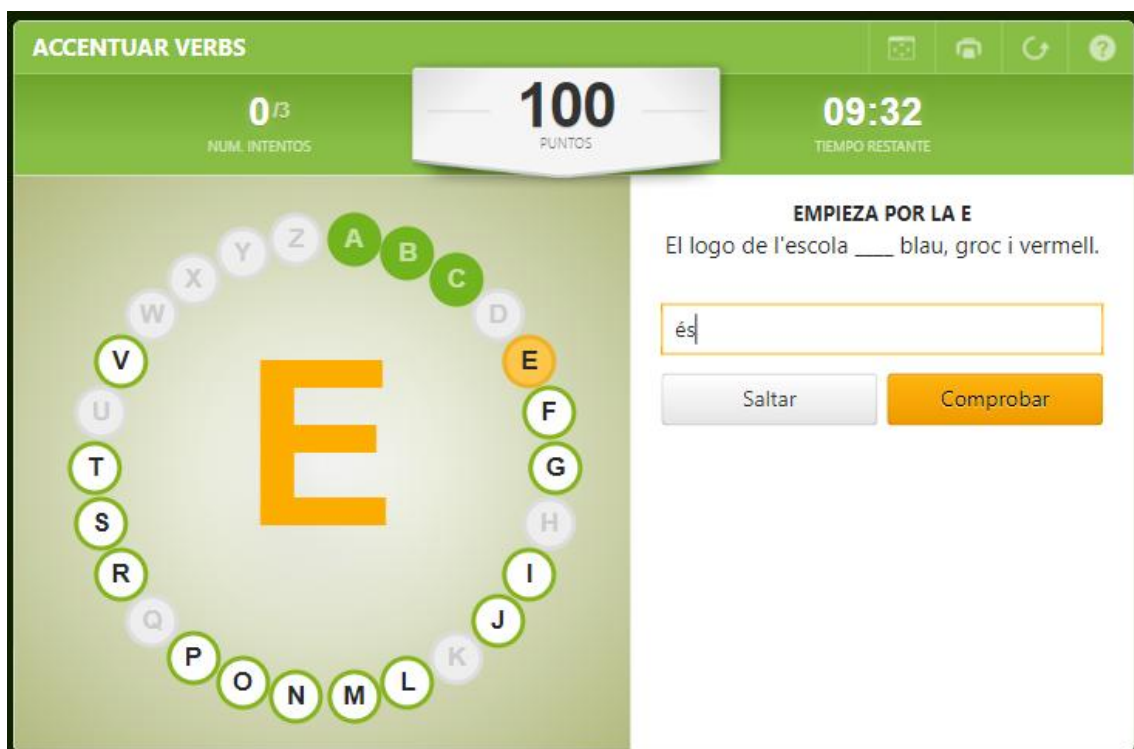 ACCENTUAR VERBS
0/3
NUM. INTENTOS
100
PUNTOS
09:32
TIEMPO RESTANTE
A
B
C
D
E
F
G
H
I
J
K
L
M
N
O
P
Q
R
S
T
U
V
W
X
Y
Z
E
EMPIEZA POR LA E
El logo de l'escola ____ blau, groc i vermell.
és
Saltar
Comprobar